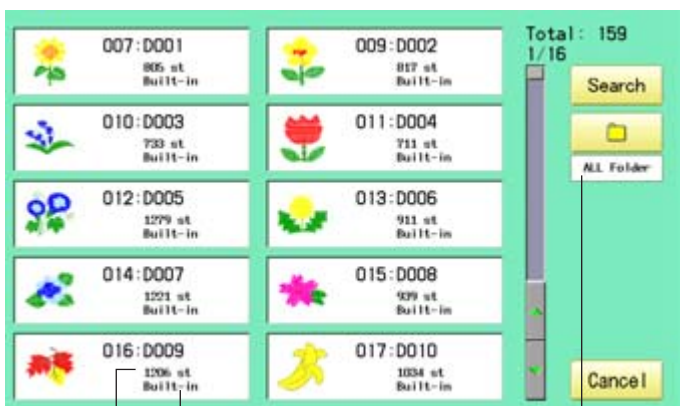 007:D001
805 st
Built-in
009:D002
817 st
Built-in
010:D003
733 st
Built-in
011:D004
711 st
Built-in
012:D005
1279 st
Built-in
013:D006
911 st
Built-in
014:D007
1221 st
Built-in
015:D008
939 st
Built-in
016:D009
1206 st
Built-in
017:D010
1034 st
Built-in
Total: 159
1/16
Search
ALL Folder
Cancel